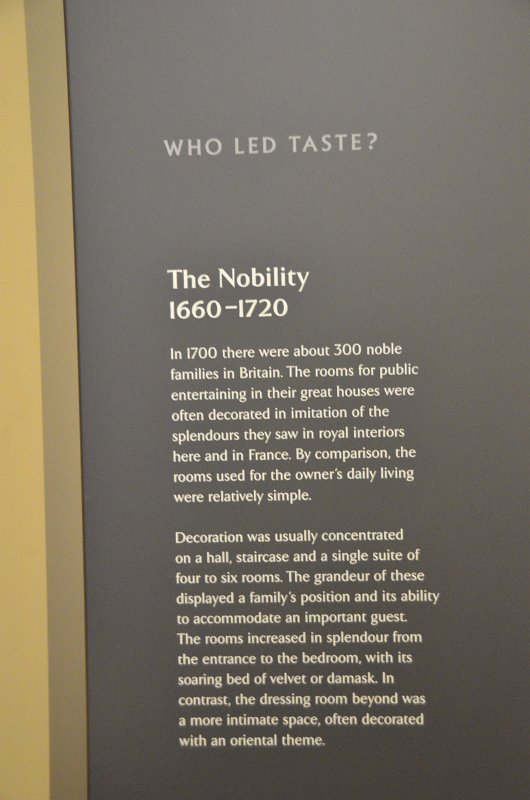 WHO LED TASTE?
The Nobility
1660–1720
In 1700 there were about 300 noble
families in Britain. The rooms for public
entertaining in their great houses were
often decorated in imitation of the
splendours they saw in royal interiors
here and in France. By comparison, the
rooms used for the owner's daily living
were relatively simple.
Decoration was usually concentrated
on a hall, staircase and a single suite of
four to six rooms. The grandeur of these
displayed a family's position and its ability
to accommodate an important guest.
The rooms increased in splendour from
the entrance to the bedroom, with its
soaring bed of velvet or damask. In
contrast, the dressing room beyond was
a more intimate space, often decorated
with an oriental theme.